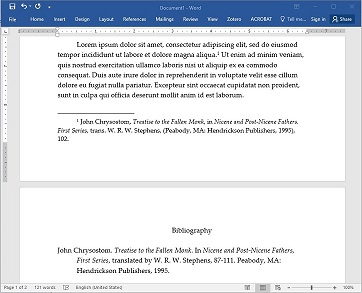 Document1 - Word
File Home Insert Design Layout References Mailings Review View Zotero ACROBAT Tell me... Sign in Share
Lorem ipsum dolor sit amet, consectetur adipiscing elit, sed do eiusmod
tempor incididunt ut labore et dolore magna aliqua.¹ Ut enim ad minim veniam,
quis nostrud exercitation ullamco laboris nisi ut aliquip ex ea commodo
consequat. Duis aute irure dolor in reprehenderit in voluptate velit esse cillum
dolore eu fugiat nulla pariatur. Excepteur sint occaecat cupidatat non proident,
sunt in culpa qui officia deserunt mollit anim id est laborum.
¹ John Chrysostom, Treatise to the Fallen Monk, in Nicene and Post-Nicene Fathers,
First Series, trans. W. R. W. Stephens, (Peabody, MA: Hendrickson Publishers, 1995),
102.
Bibliography
John Chrysostom. Treatise to the Fallen Monk. In Nicene and Post-Nicene Fathers,
First Series, translated by W. R. W. Stephens, 87-111. Peabody, MA:
Hendrickson Publishers, 1995.
Page 1 of 2 121 words English (United States) 100%